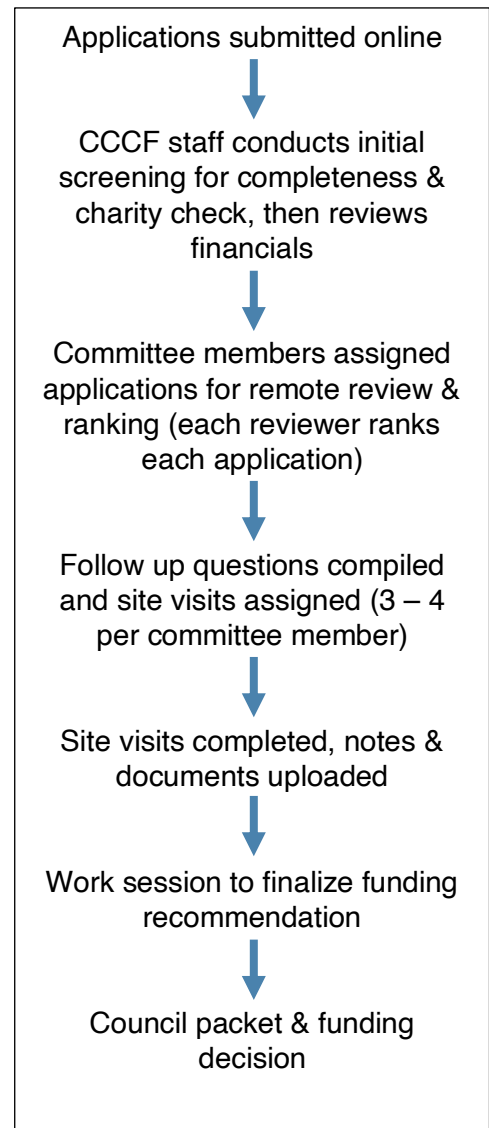 Applications submitted online
CCCF staff conducts initial
screening for completeness &
charity check, then reviews
financials
Committee members assigned
applications for remote review &
ranking (each reviewer ranks
each application)
Follow up questions compiled
and site visits assigned (3 – 4
per committee member)
Site visits completed, notes &
documents uploaded
Work session to finalize funding
recommendation
Council packet & funding
decision